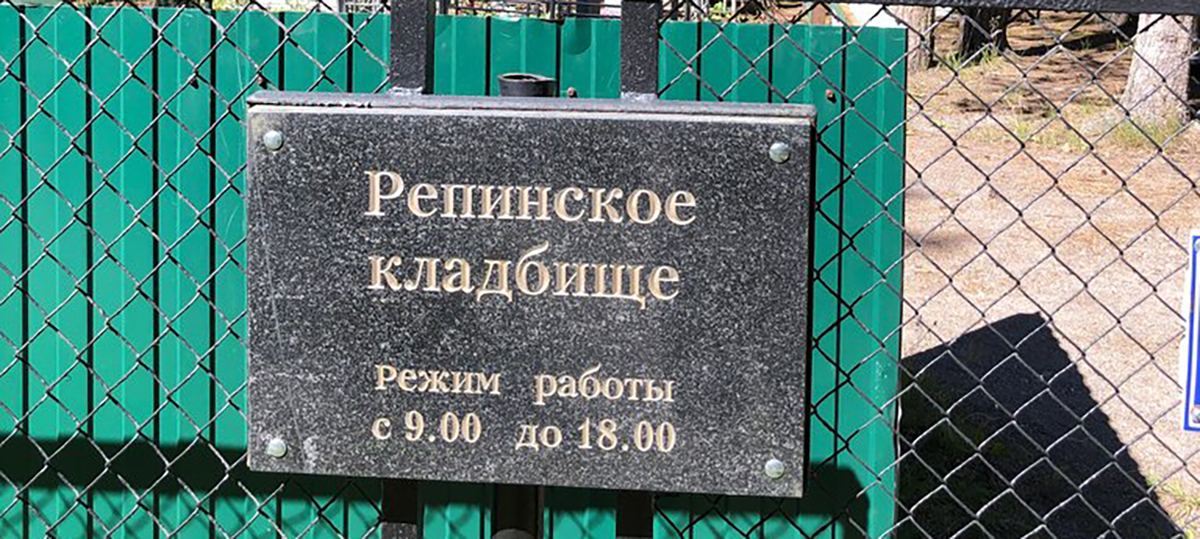 Репинское
кладбище
Режим работы
с 9.00 до 18.00